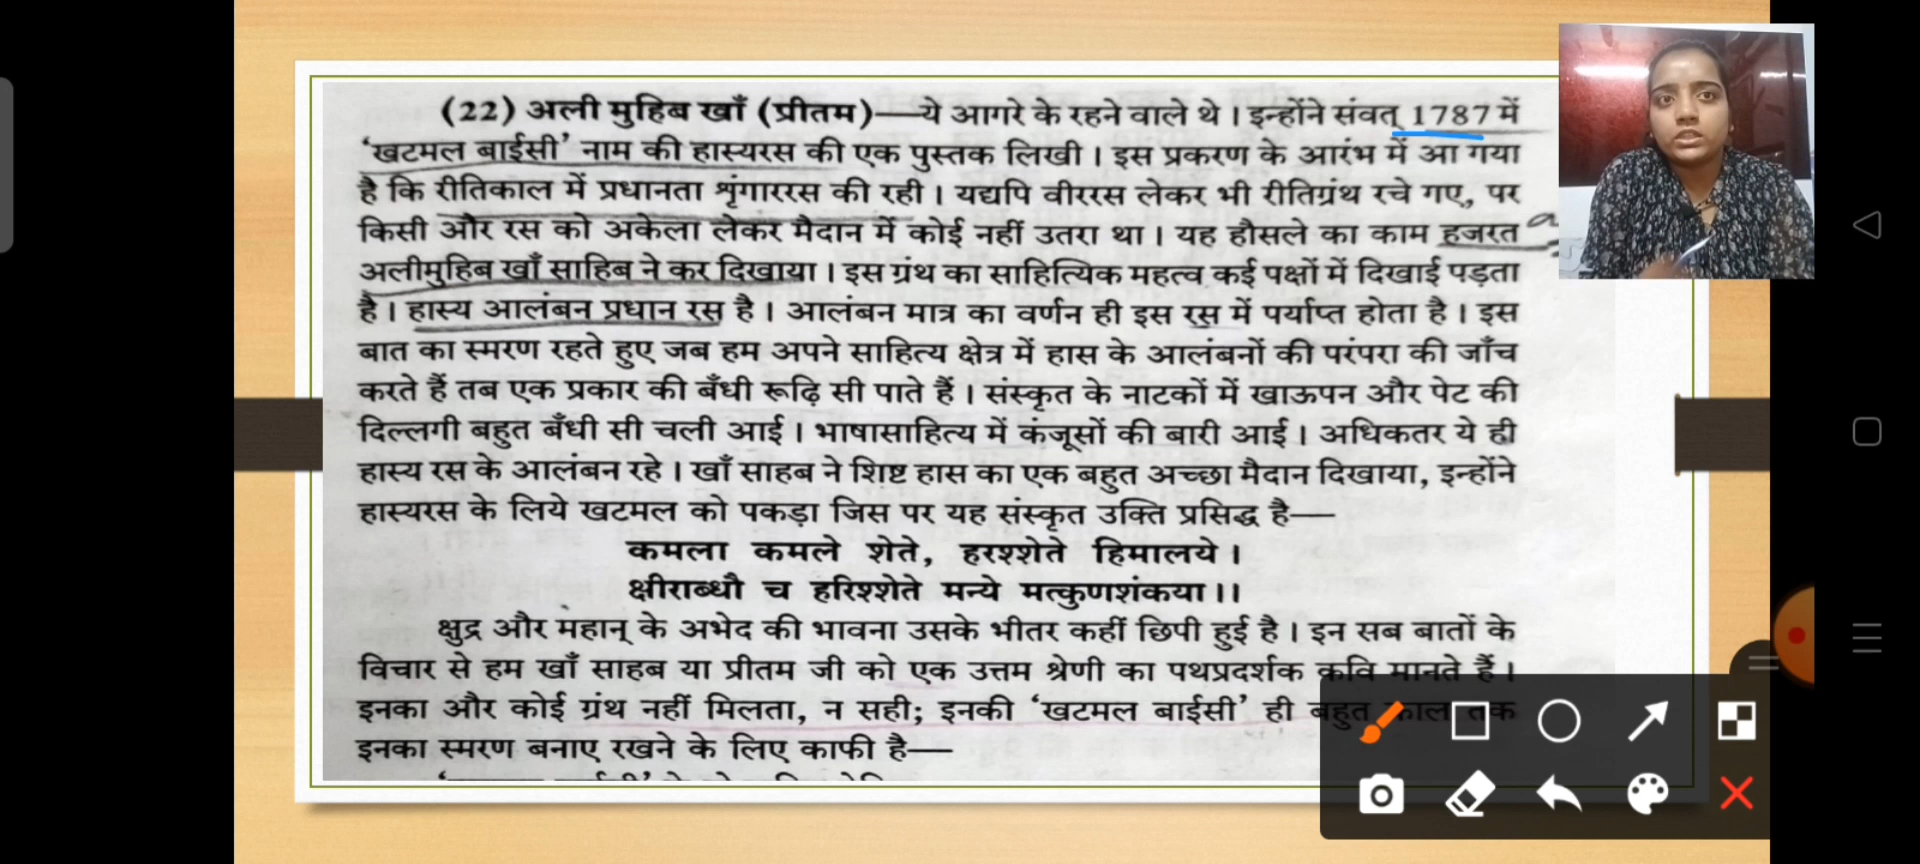 (22) अली मुहिब खाँ (प्रीतम)—ये आगरे के रहने वाले थे । इन्होंने संवत् 1787 में
'खटमल बाईसी' नाम की हास्यरस की एक पुस्तक लिखी । इस प्रकरण के आरंभ में आ गया
है कि रीतिकाल में प्रधानता शृंगाररस की रही । यद्यपि वीररस लेकर भी रीतिग्रंथ रचे गए, पर
किसी और रस को अकेला लेकर मैदान में कोई नहीं उतरा था । यह हौसले का काम हजरत
अलीमुहिब खाँ साहिब ने कर दिखाया । इस ग्रंथ का साहित्यिक महत्व कई पक्षों में दिखाई पड़ता
है । हास्य आलंबन प्रधान रस है । आलंबन मात्र का वर्णन ही इस रस में पर्याप्त होता है । इस
बात का स्मरण रहते हुए जब हम अपने साहित्य क्षेत्र में हास के आलंबनों की परंपरा की जाँच
करते हैं तब एक प्रकार की बँधी रूढ़ि सी पाते हैं । संस्कृत के नाटकों में खाऊपन और पेट की
दिल्लगी बहुत बँधी सी चली आई । भाषासाहित्य में कंजूसों की बारी आई । अधिकतर ये ही
हास्य रस के आलंबन रहे । खाँ साहब ने शिष्ट हास का एक बहुत अच्छा मैदान दिखाया, इन्होंने
हास्यरस के लिये खटमल को पकड़ा जिस पर यह संस्कृत उक्ति प्रसिद्ध है—
कमला कमले शेते, हरश्शेते हिमालये ।
क्षीराब्धौ च हरिश्शेते मन्ये मत्कुणशंकया ।।
क्षुद्र और महान् के अभेद की भावना उसके भीतर कहीं छिपी हुई है । इन सब बातों के
विचार से हम खाँ साहब या प्रीतम जी को एक उत्तम श्रेणी का पथप्रदर्शक कवि मानते हैं ।
इनका और कोई ग्रंथ नहीं मिलता, न सही; इनकी 'खटमल बाईसी' ही बहुत काल तक
इनका स्मरण बनाए रखने के लिए काफी है—